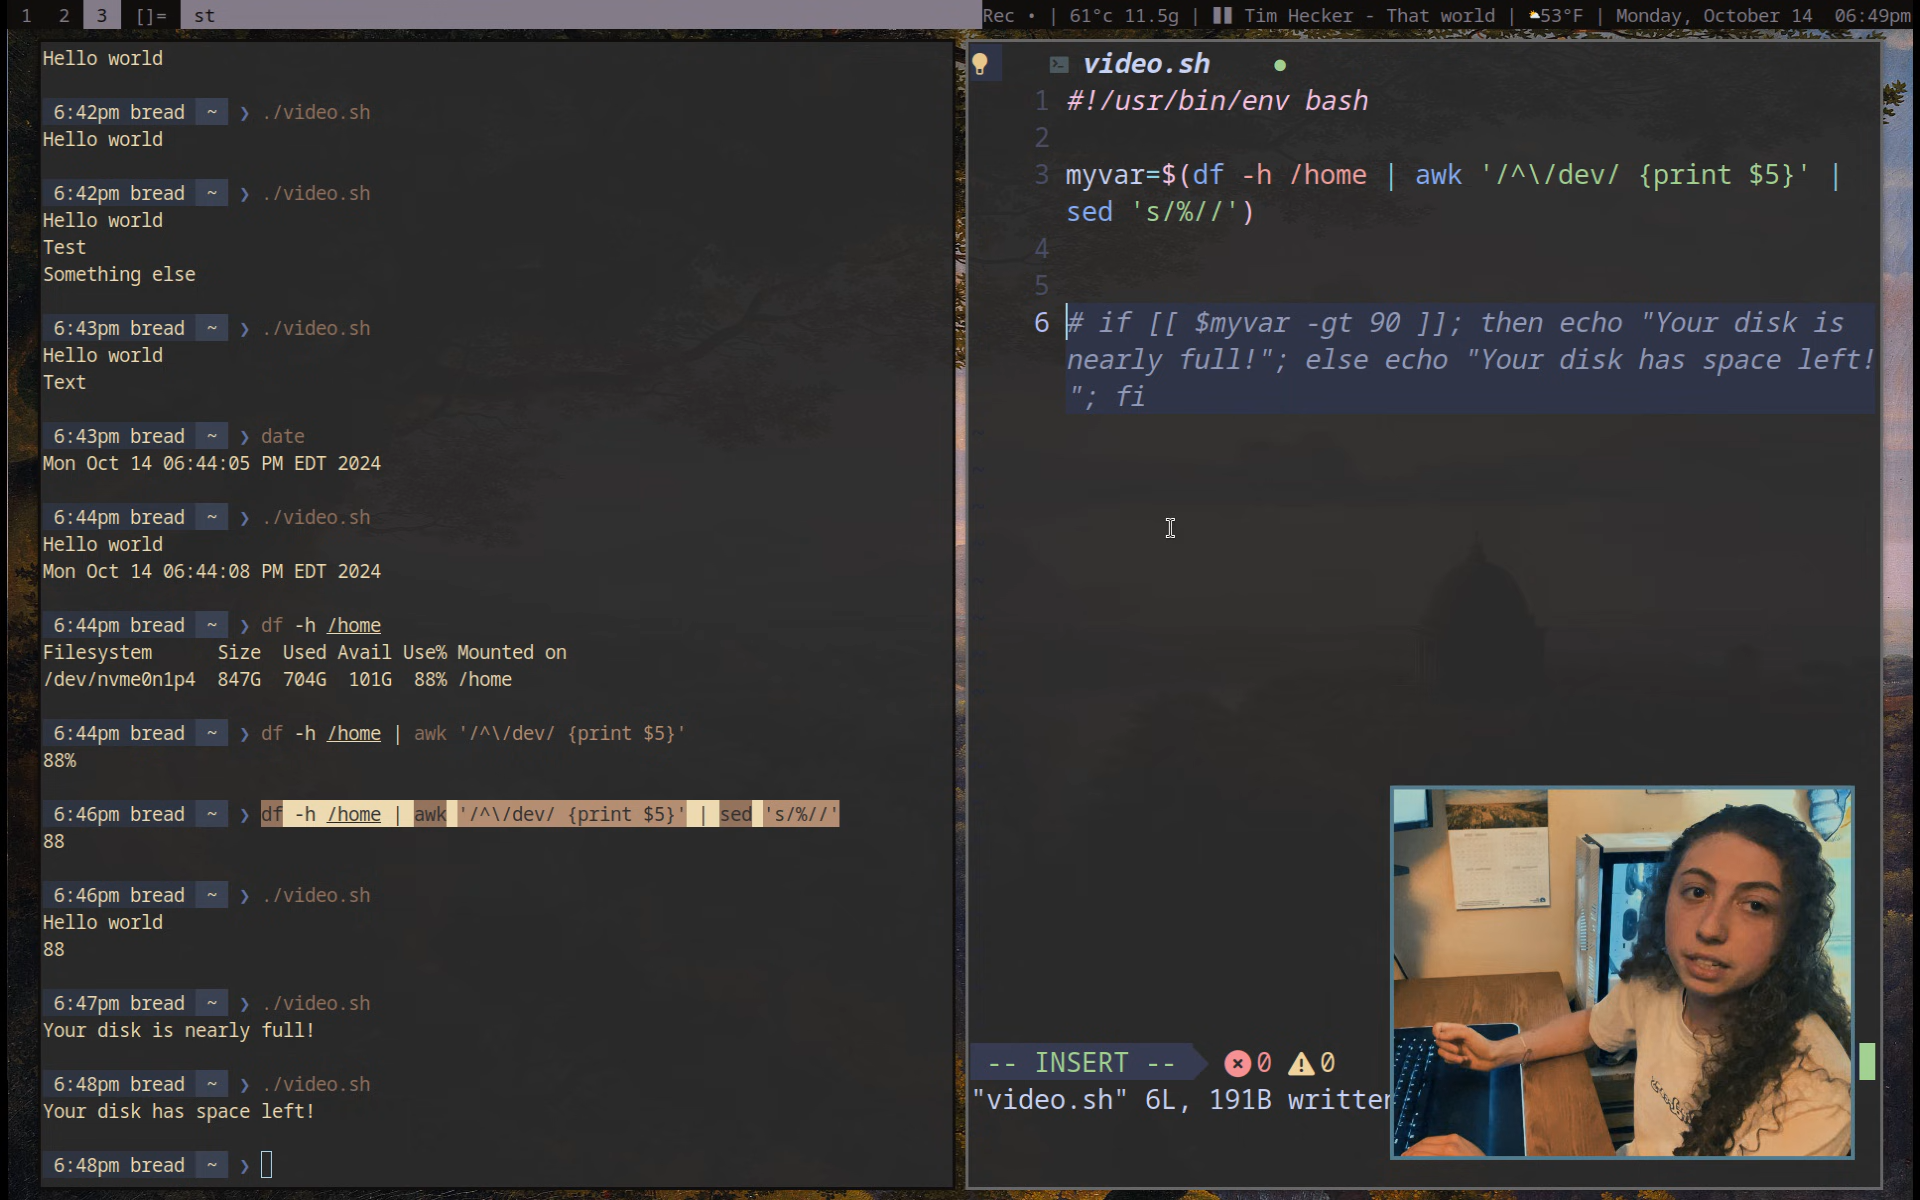 1 2 3 []= st Rec • | 61°c 11.5g | Tim Hecker - That world | 53°F | Monday, October 14 06:49pm
Hello world
6:42pm bread ~ ❯ ./video.sh
Hello world
6:42pm bread ~ ❯ ./video.sh
Hello world
Test
Something else
6:43pm bread ~ ❯ ./video.sh
Hello world
Text
6:43pm bread ~ ❯ date
Mon Oct 14 06:44:05 PM EDT 2024
6:44pm bread ~ ❯ ./video.sh
Hello world
Mon Oct 14 06:44:08 PM EDT 2024
6:44pm bread ~ ❯ df -h /home
Filesystem Size Used Avail Use% Mounted on
/dev/nvme0n1p4 847G 704G 101G 88% /home
6:44pm bread ~ ❯ df -h /home | awk '/^\/dev/ {print $5}'
88%
6:46pm bread ~ ❯ df -h /home | awk '/^\/dev/ {print $5}' | sed 's/%//'
88
6:46pm bread ~ ❯ ./video.sh
Hello world
88
6:47pm bread ~ ❯ ./video.sh
Your disk is nearly full!
6:48pm bread ~ ❯ ./video.sh
Your disk has space left!
6:48pm bread ~ ❯
video.sh
1 #!/usr/bin/env bash
2
3 myvar=$(df -h /home | awk '/^\/dev/ {print $5}' |
sed 's/%//')
4
5
6 # if [[ $myvar -gt 90 ]]; then echo "Your disk is
nearly full!"; else echo "Your disk has space left!
"; fi
-- INSERT -- 0 0
"video.sh" 6L, 191B written